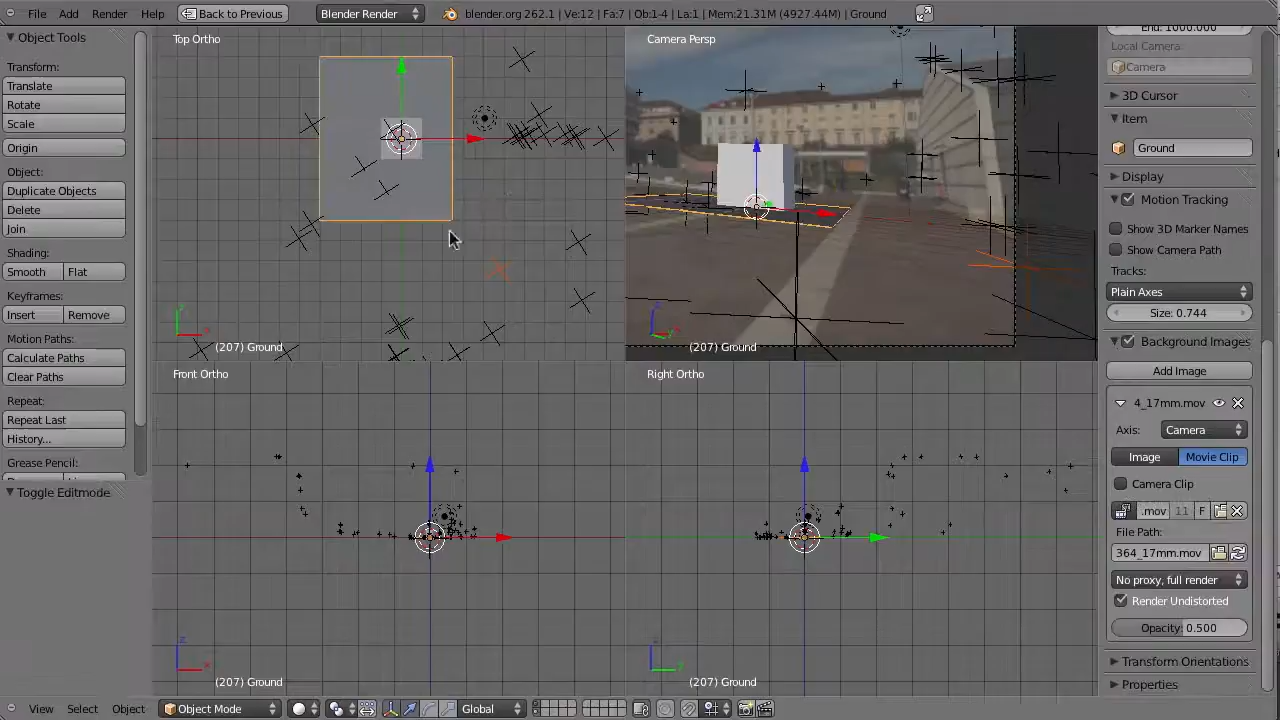 File Add Render Help Back to Previous Blender Render blender.org 262.1 | Ve:12 | Fa:7 | Ob:1-4 | La:1 | Mem:21.31M (4927.44M) | Ground
Object Tools
Transform:
Translate
Rotate
Scale
Origin
Object:
Duplicate Objects
Delete
Join
Shading:
Smooth Flat
Keyframes:
Insert Remove
Motion Paths:
Calculate Paths
Clear Paths
Repeat:
Repeat Last
History...
Grease Pencil:
Toggle Editmode
Top Ortho
(207) Ground
Camera Persp
(207) Ground
Front Ortho
(207) Ground
Right Ortho
(207) Ground
End: 1000.000
Local Camera:
Camera
3D Cursor
Item
Ground
Display
Motion Tracking
Show 3D Marker Names
Show Camera Path
Tracks:
Plain Axes
Size: 0.744
Background Images
Add Image
4_17mm.mov
Axis: Camera
Image Movie Clip
Camera Clip
.mov 11 F
File Path:
364_17mm.mov
No proxy, full render
Render Undistorted
Opacity: 0.500
Transform Orientations
Properties
View Select Object Object Mode Global